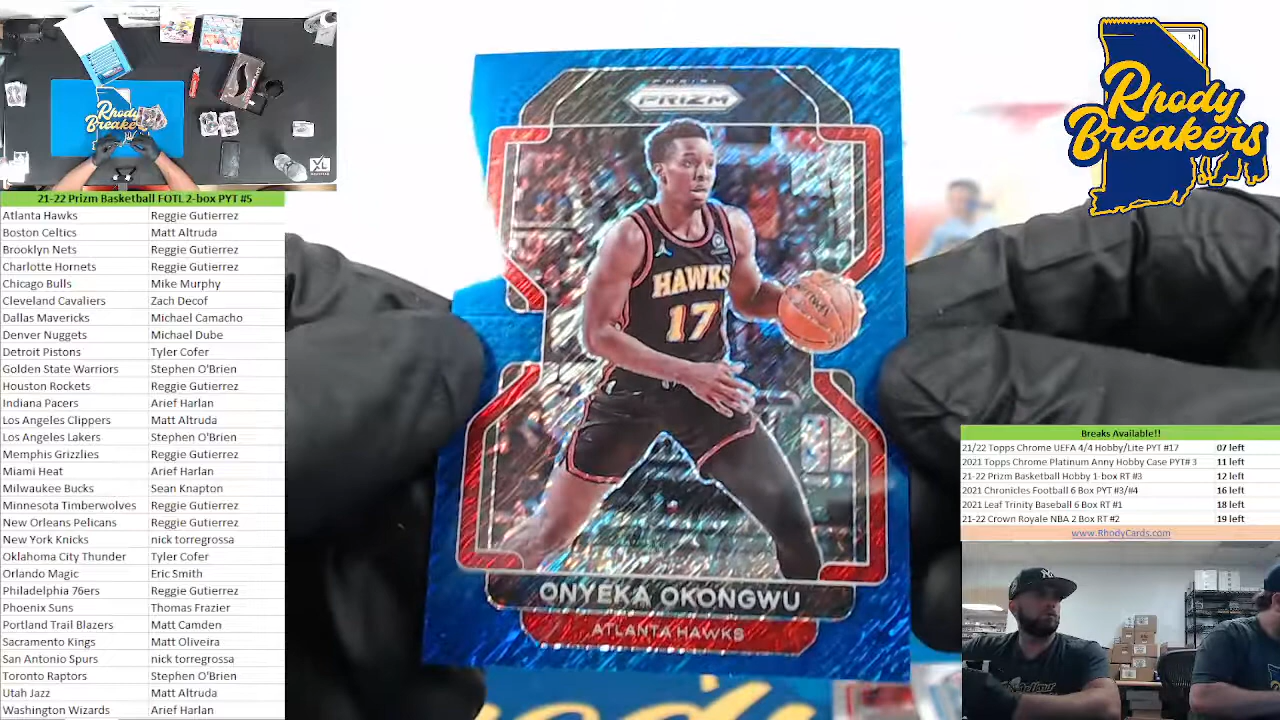 21-22 Prizm Basketball FOTL 2-box PYT #5
Atlanta Hawks Reggie Gutierrez
Boston Celtics Matt Altruda
Brooklyn Nets Reggie Gutierrez
Charlotte Hornets Reggie Gutierrez
Chicago Bulls Mike Murphy
Cleveland Cavaliers Zach Decof
Dallas Mavericks Michael Camacho
Denver Nuggets Michael Dube
Detroit Pistons Tyler Cofer
Golden State Warriors Stephen O'Brien
Houston Rockets Reggie Gutierrez
Indiana Pacers Arief Harlan
Los Angeles Clippers Matt Altruda
Los Angeles Lakers Stephen O'Brien
Memphis Grizzlies Reggie Gutierrez
Miami Heat Arief Harlan
Milwaukee Bucks Sean Knapton
Minnesota Timberwolves Reggie Gutierrez
New Orleans Pelicans Reggie Gutierrez
New York Knicks nick torregrossa
Oklahoma City Thunder Tyler Cofer
Orlando Magic Eric Smith
Philadelphia 76ers Reggie Gutierrez
Phoenix Suns Thomas Frazier
Portland Trail Blazers Matt Camden
Sacramento Kings Matt Oliveira
San Antonio Spurs nick torregrossa
Toronto Raptors Stephen O'Brien
Utah Jazz Matt Altruda
Washington Wizards Arief Harlan
Rhody
Breakers
XL
PANINI
PRIZM
HAWKS
17
ONYEKA OKONGWU
ATLANTA HAWKS
1/1
Rhody
Breakers
Breaks Available!!
21/22 Topps Chrome UEFA 4/4 Hobby/Lite PYT #17 07 left
2021 Topps Chrome Platinum Anny Hobby Case PYT# 3 11 left
21-22 Prizm Basketball Hobby 1-box RT #3 12 left
2021 Chronicles Football 6 Box PYT #3/#4 16 left
2021 Leaf Trinity Baseball 6 Box RT #1 18 left
21-22 Crown Royale NBA 2 Box RT #2 19 left
www.RhodyCards.com